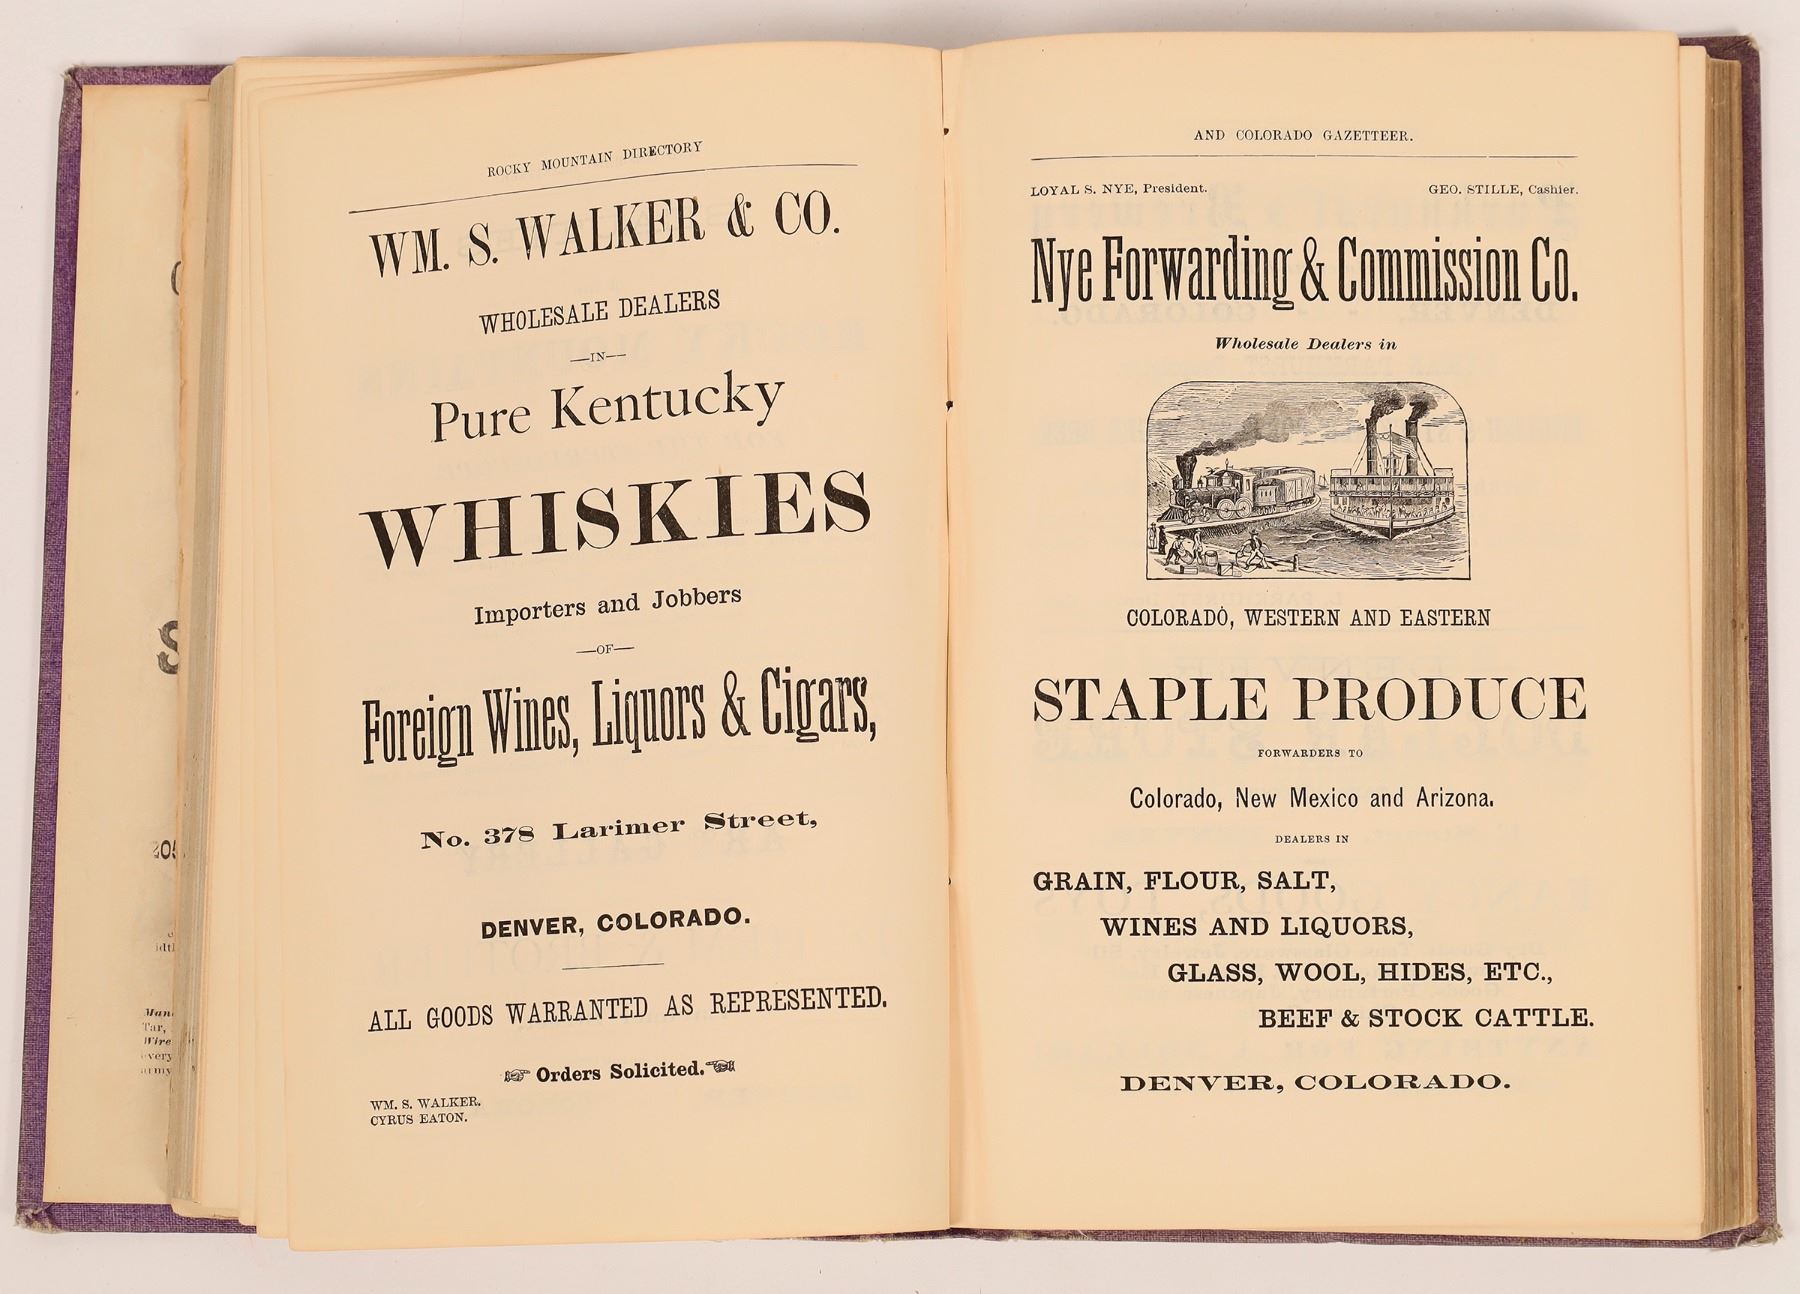 ROCKY MOUNTAIN DIRECTORY
WM. S. WALKER & CO.
WHOLESALE DEALERS
—IN—
Pure Kentucky
WHISKIES
Importers and Jobbers
—OF—
Foreign Wines, Liquors & Cigars,
No. 378 Larimer Street,
DENVER, COLORADO.
ALL GOODS WARRANTED AS REPRESENTED.
☞ Orders Solicited. ☜
WM. S. WALKER.
CYRUS EATON.
AND COLORADO GAZETTEER.
LOYAL S. NYE, President. GEO. STILLE, Cashier.
Nye Forwarding & Commission Co.
Wholesale Dealers in
COLORADO, WESTERN AND EASTERN
STAPLE PRODUCE
FORWARDERS TO
Colorado, New Mexico and Arizona.
DEALERS IN
GRAIN, FLOUR, SALT,
WINES AND LIQUORS,
GLASS, WOOL, HIDES, ETC.,
BEEF & STOCK CATTLE.
DENVER, COLORADO.